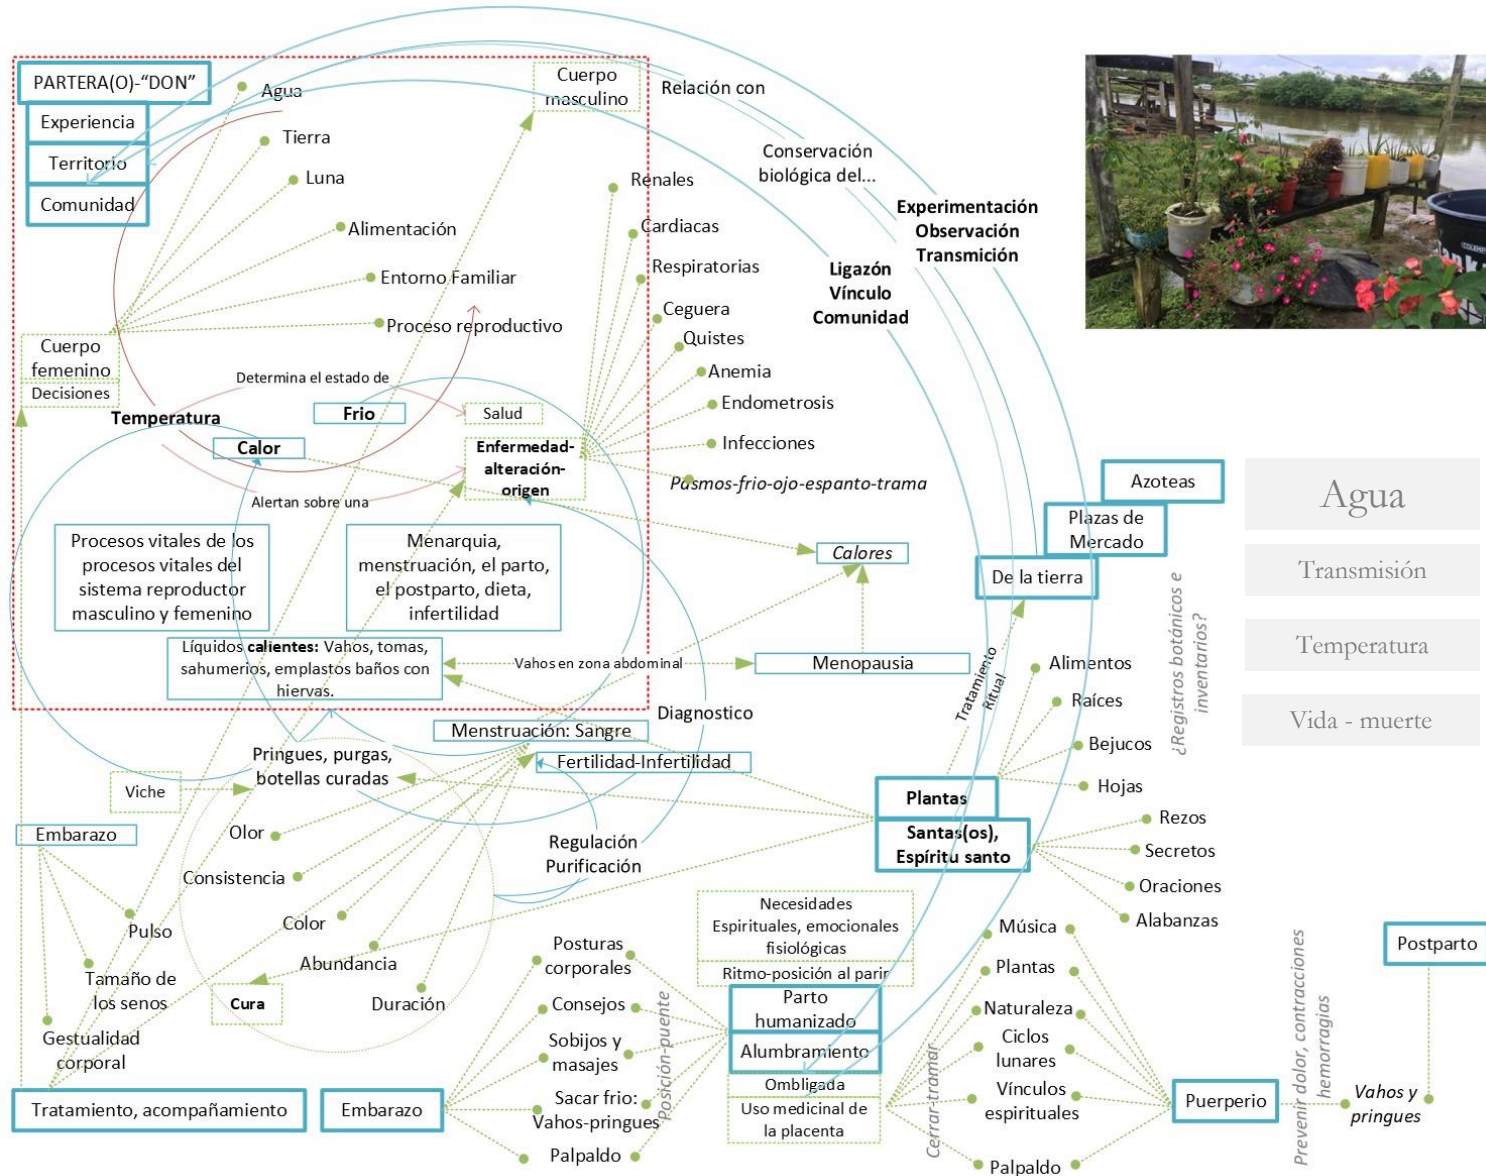 PARTERA(O)-“DON”
Experiencia
Territorio
Comunidad
Agua
Tierra
Luna
Alimentación
Entorno Familiar
Proceso reproductivo
Cuerpo
masculino
Relación con
Conservación
biológica del...
Experimentación
Observación
Transmición
Ligazón
Vínculo
Comunidad
Renales
Cardiacas
Respiratorias
Ceguera
Quistes
Anemia
Endometrosis
Infecciones
Pasmos-frio-ojo-espanto-trama
Cuerpo
femenino
Decisiones
Determina el estado de
Temperatura
Frio
Salud
Calor
Enfermedad-
alteración-
origen
Alertan sobre una
Procesos vitales de los
procesos vitales del
sistema reproductor
masculino y femenino
Menarquia,
menstruación, el parto,
el postparto, dieta,
infertilidad
Líquidos calientes: Vahos, tomas,
sahumerios, emplastos baños con
hiervas.
Vahos en zona abdominal
Calores
Menopausia
Azoteas
Plazas de
Mercado
De la tierra
¿Registros botánicos e
inventarios?
Agua
Transmisión
Temperatura
Vida - muerte
Tratamiento
Ritual
Alimentos
Raíces
Bejucos
Hojas
Diagnostico
Menstruación: Sangre
Fertilidad-Infertilidad
Pringues, purgas,
botellas curadas
Viche
Embarazo
Olor
Consistencia
Color
Abundancia
Duración
Cura
Regulación
Purificación
Plantas
Santas(os),
Espíritu santo
Rezos
Secretos
Oraciones
Alabanzas
Pulso
Tamaño de
los senos
Gestualidad
corporal
Tratamiento, acompañamiento
Embarazo
Posturas
corporales
Consejos
Sobijos y
masajes
Sacar frio:
Vahos-pringues
Palpaldo
Posición-puente
Necesidades
Espirituales, emocionales
fisiológicas
Ritmo-posición al parir
Parto
humanizado
Alumbramiento
Ombligada
Uso medicinal de
la placenta
Cerrar-tramar
Música
Plantas
Naturaleza
Ciclos
lunares
Vínculos
espirituales
Palpaldo
Puerperio
Prevenir dolor, contracciones
hemorragias
Vahos y
pringues
Postparto